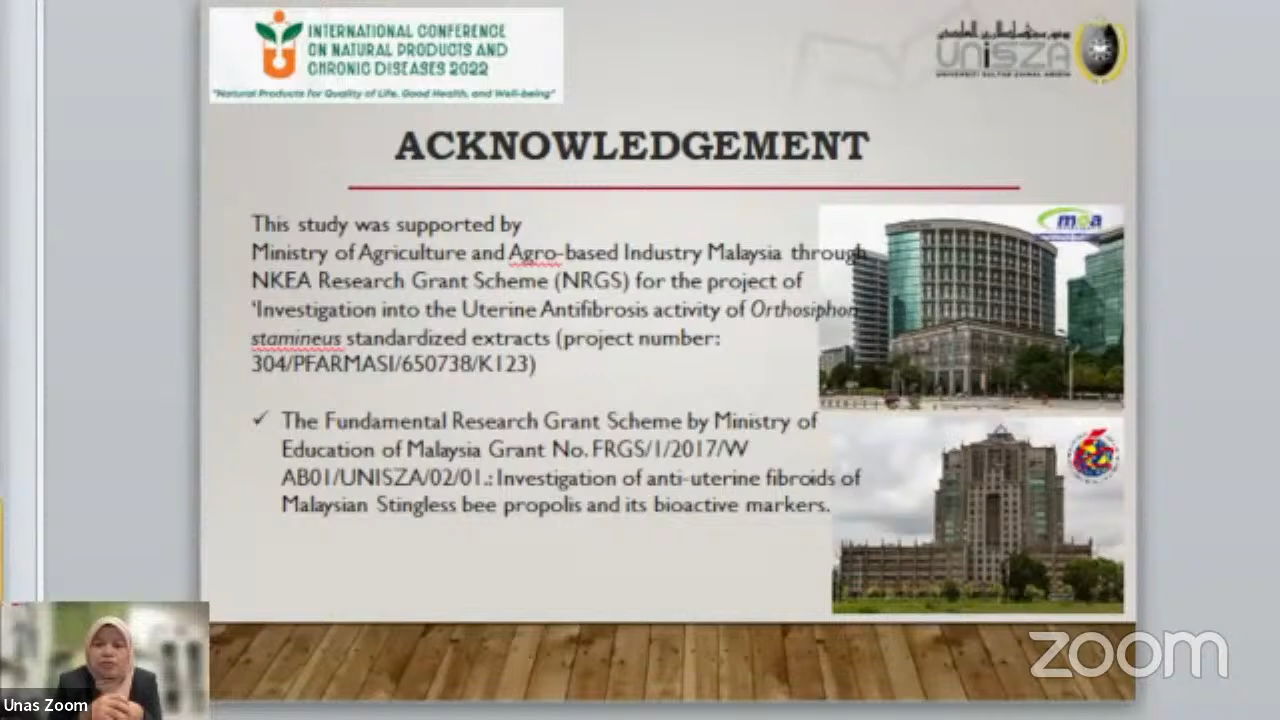 INTERNATIONAL CONFERENCE
ON NATURAL PRODUCTS AND
CHRONIC DISEASES 2022
"Natural Products for Quality of Life, Good Health, and Well-being"
UNISZA
UNIVERSITI SULTAN ZAINAL ABIDIN
ACKNOWLEDGEMENT
This study was supported by
Ministry of Agriculture and Agro-based Industry Malaysia through
NKEA Research Grant Scheme (NRGS) for the project of
‘Investigation into the Uterine Antifibrosis activity of Orthosiphon
stamineus standardized extracts (project number:
304/PFARMASI/650738/K123)
✓ The Fundamental Research Grant Scheme by Ministry of
Education of Malaysia Grant No. FRGS/1/2017/W
AB01/UNISZA/02/01.: Investigation of anti-uterine fibroids of
Malaysian Stingless bee propolis and its bioactive markers.
moa
Unas Zoom
zoom